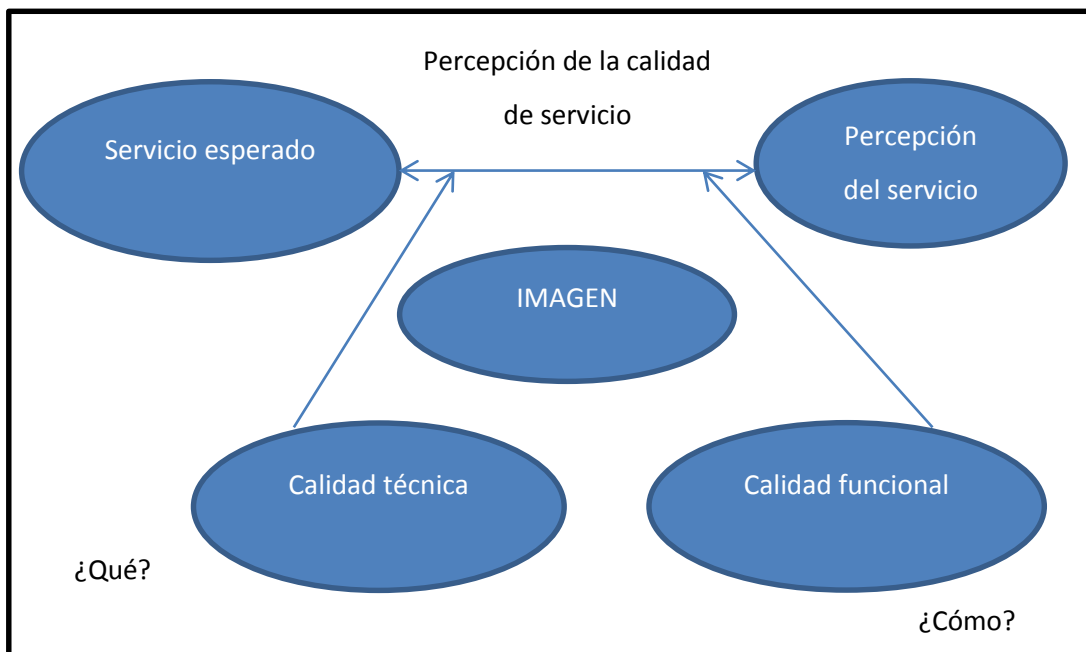 Percepción de la calidad
de servicio
Servicio esperado
Percepción
del servicio
IMAGEN
Calidad técnica
Calidad funcional
¿Qué?
¿Cómo?